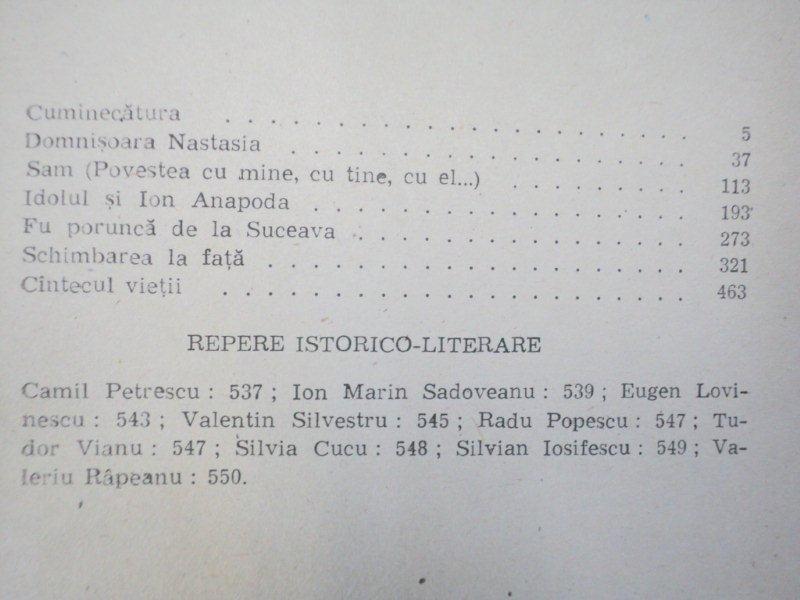 Cuminecătura . . . . . . . . . . . . . . . . . . 5
Domnișoara Nastasia . . . . . . . . . . . . . . . 37
Sam (Povestea cu mine, cu tine, cu el...) . . . . . . . 113
Idolul și Ion Anapoda . . . . . . . . . . . . . . 193
Fu poruncă de la Suceava . . . . . . . . . . . . . 273
Schimbarea la față . . . . . . . . . . . . . . . . 321
Cîntecul vieții . . . . . . . . . . . . . . . . . . 463
REPERE ISTORICO-LITERARE
Camil Petrescu : 537 ; Ion Marin Sadoveanu : 539 ; Eugen Lovi-
nescu : 543 ; Valentin Silvestru : 545 ; Radu Popescu : 547 ; Tu-
dor Vianu : 547 ; Silvia Cucu : 548 ; Silvian Iosifescu : 549 ; Va-
leriu Râpeanu : 550.